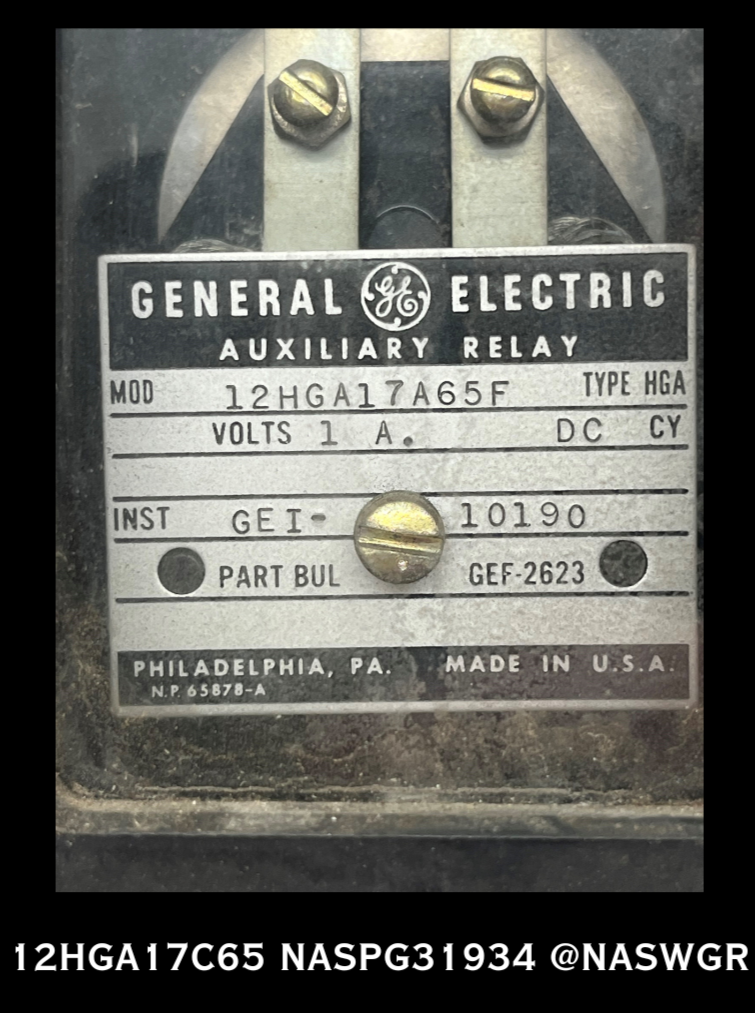 GENERAL GE ELECTRIC
AUXILIARY RELAY
MOD 12HGA17A65F TYPE HGA
VOLTS 1 A. DC CY
INST GEI- 10190
PART BUL GEF-2623
PHILADELPHIA, PA. MADE IN U.S.A.
N.P. 65878-A
12HGA17C65 NASPG31934 @NASWGR